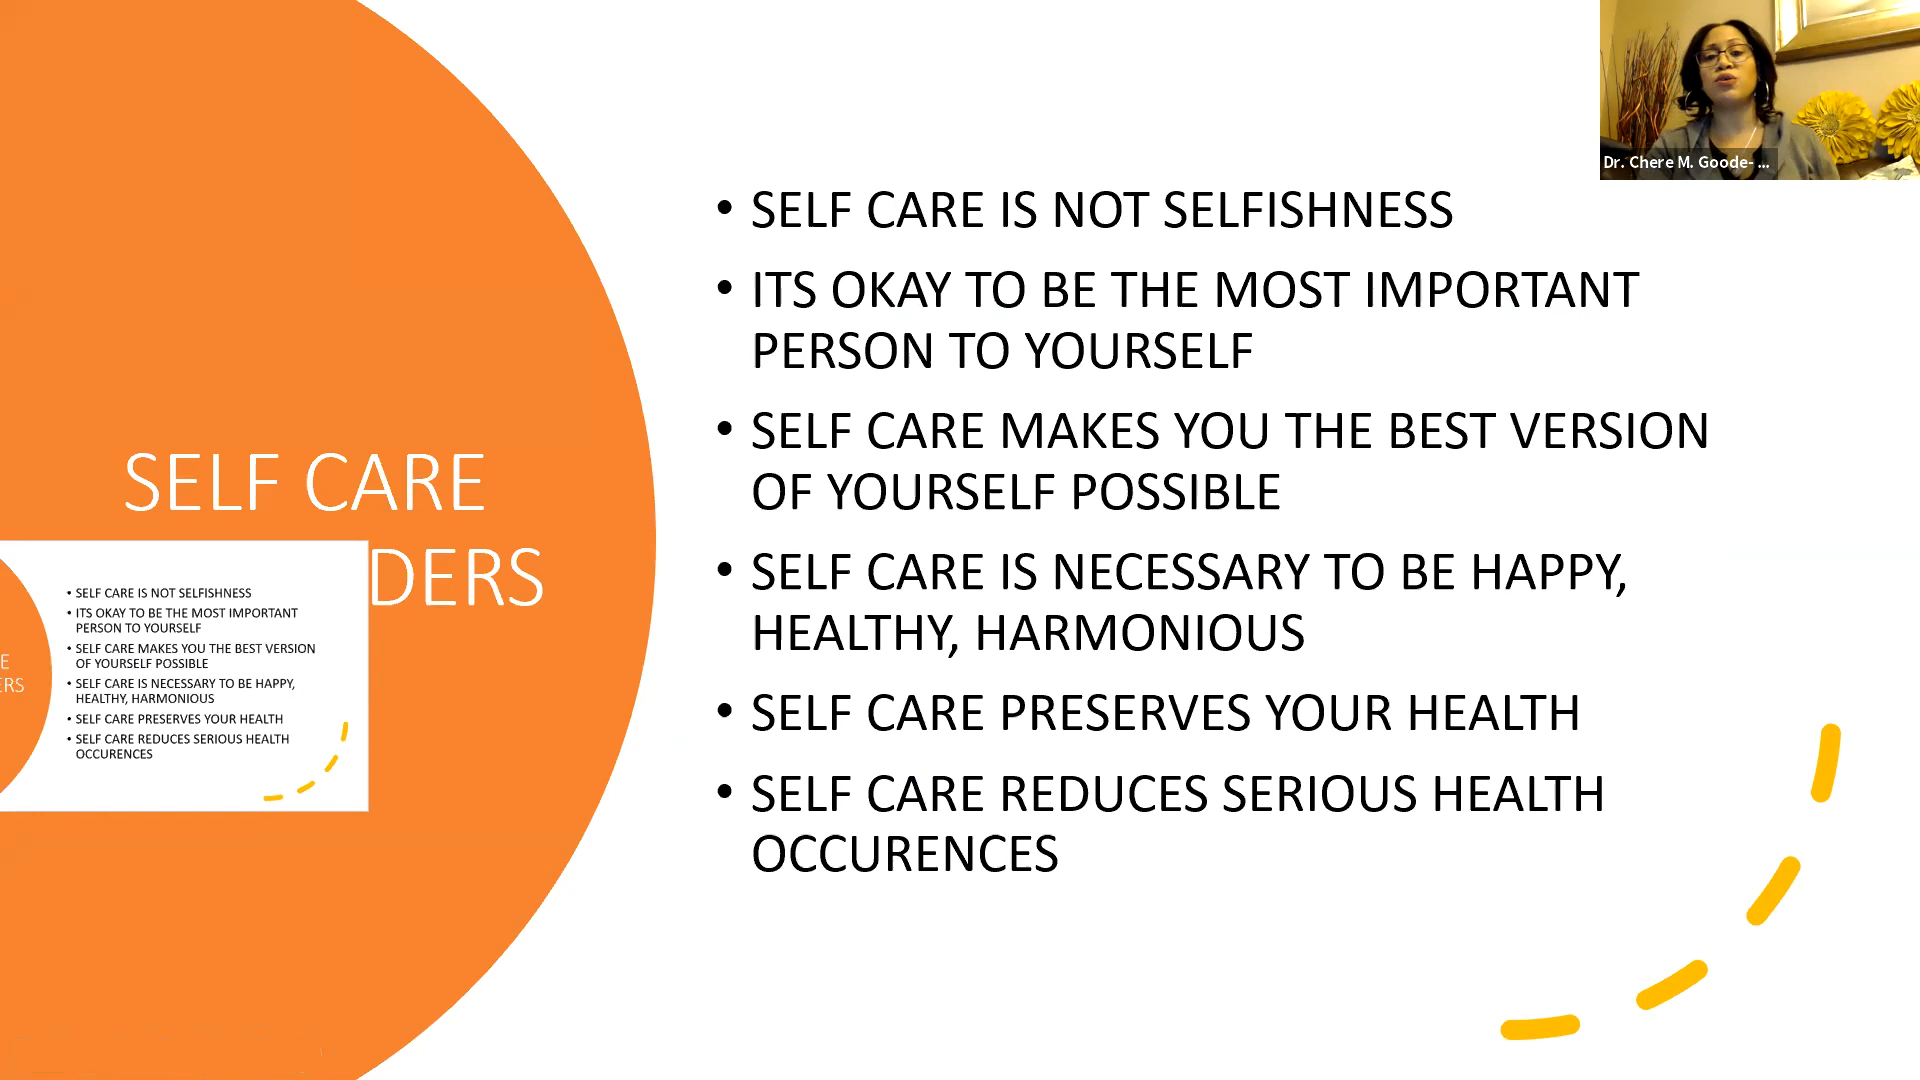 Dr. Chere M. Goode- ...
SELF CARE
DERS
• SELF CARE IS NOT SELFISHNESS
• ITS OKAY TO BE THE MOST IMPORTANT
PERSON TO YOURSELF
• SELF CARE MAKES YOU THE BEST VERSION
OF YOURSELF POSSIBLE
• SELF CARE IS NECESSARY TO BE HAPPY,
HEALTHY, HARMONIOUS
• SELF CARE PRESERVES YOUR HEALTH
• SELF CARE REDUCES SERIOUS HEALTH
OCCURENCES
E
ERS
• SELF CARE IS NOT SELFISHNESS
• ITS OKAY TO BE THE MOST IMPORTANT
PERSON TO YOURSELF
• SELF CARE MAKES YOU THE BEST VERSION
OF YOURSELF POSSIBLE
• SELF CARE IS NECESSARY TO BE HAPPY,
HEALTHY, HARMONIOUS
• SELF CARE PRESERVES YOUR HEALTH
• SELF CARE REDUCES SERIOUS HEALTH
OCCURENCES